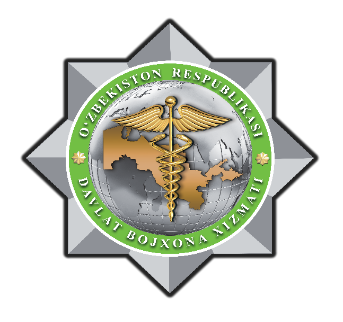 O‘ZBEKISTON RESPUBLIKASI
DAVLAT BOJXONA XIZMATI